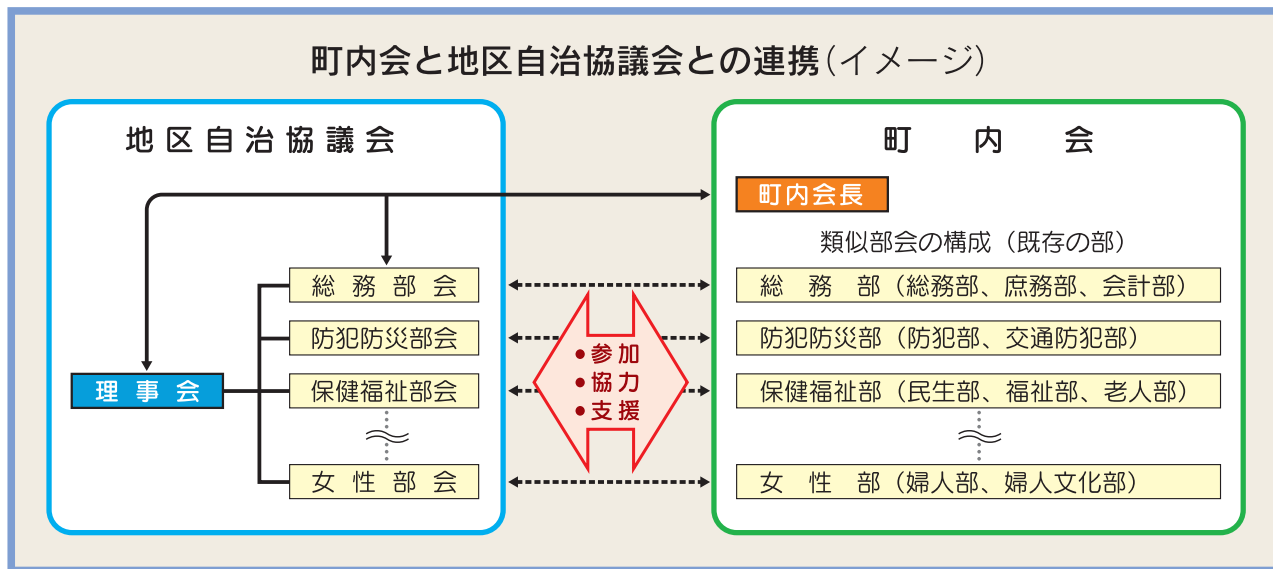 町内会と地区自治協議会との連携(イメージ)
地区自治協議会
理事会
総務部会
防犯防災部会
保健福祉部会
女性部会
●参加
●協力
●支援
町内会
町内会長
類似部会の構成(既存の部)
総務部(総務部、庶務部、会計部)
防犯防災部(防犯部、交通防犯部)
保健福祉部(民生部、福祉部、老人部)
女性部(婦人部、婦人文化部)